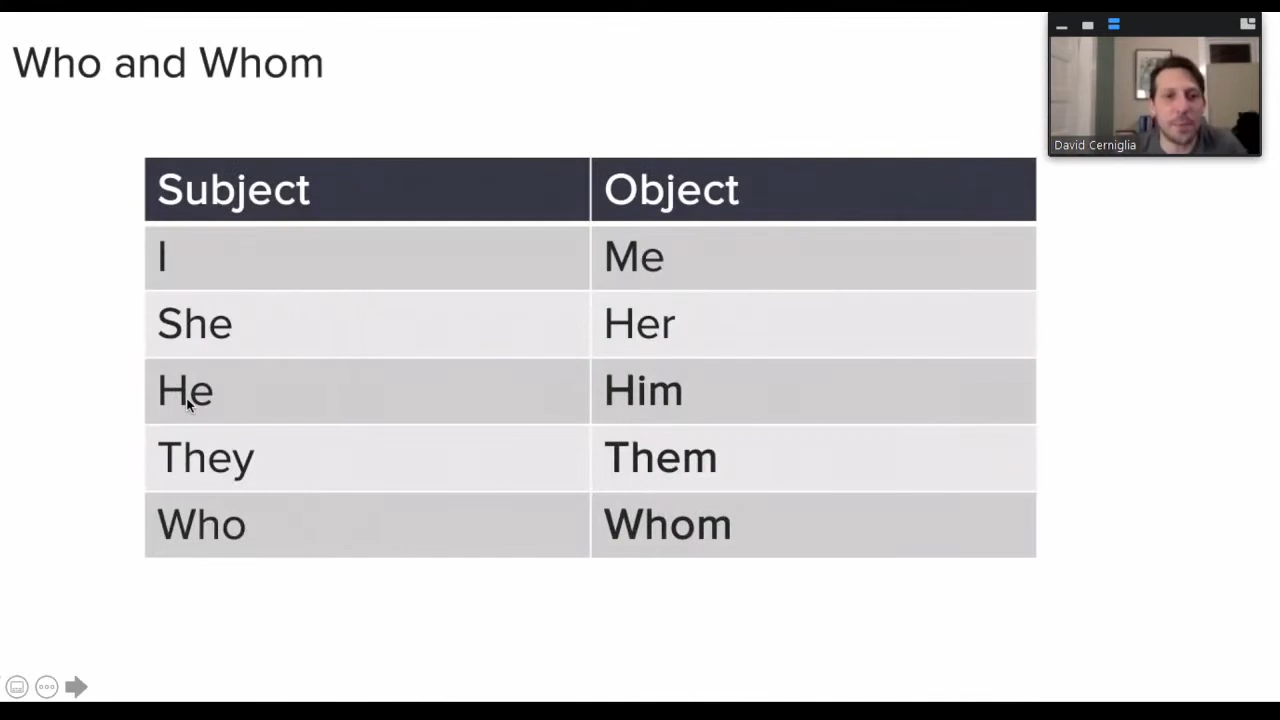 Who and Whom
David Cerniglia
Subject Object
I Me
She Her
He Him
They Them
Who Whom